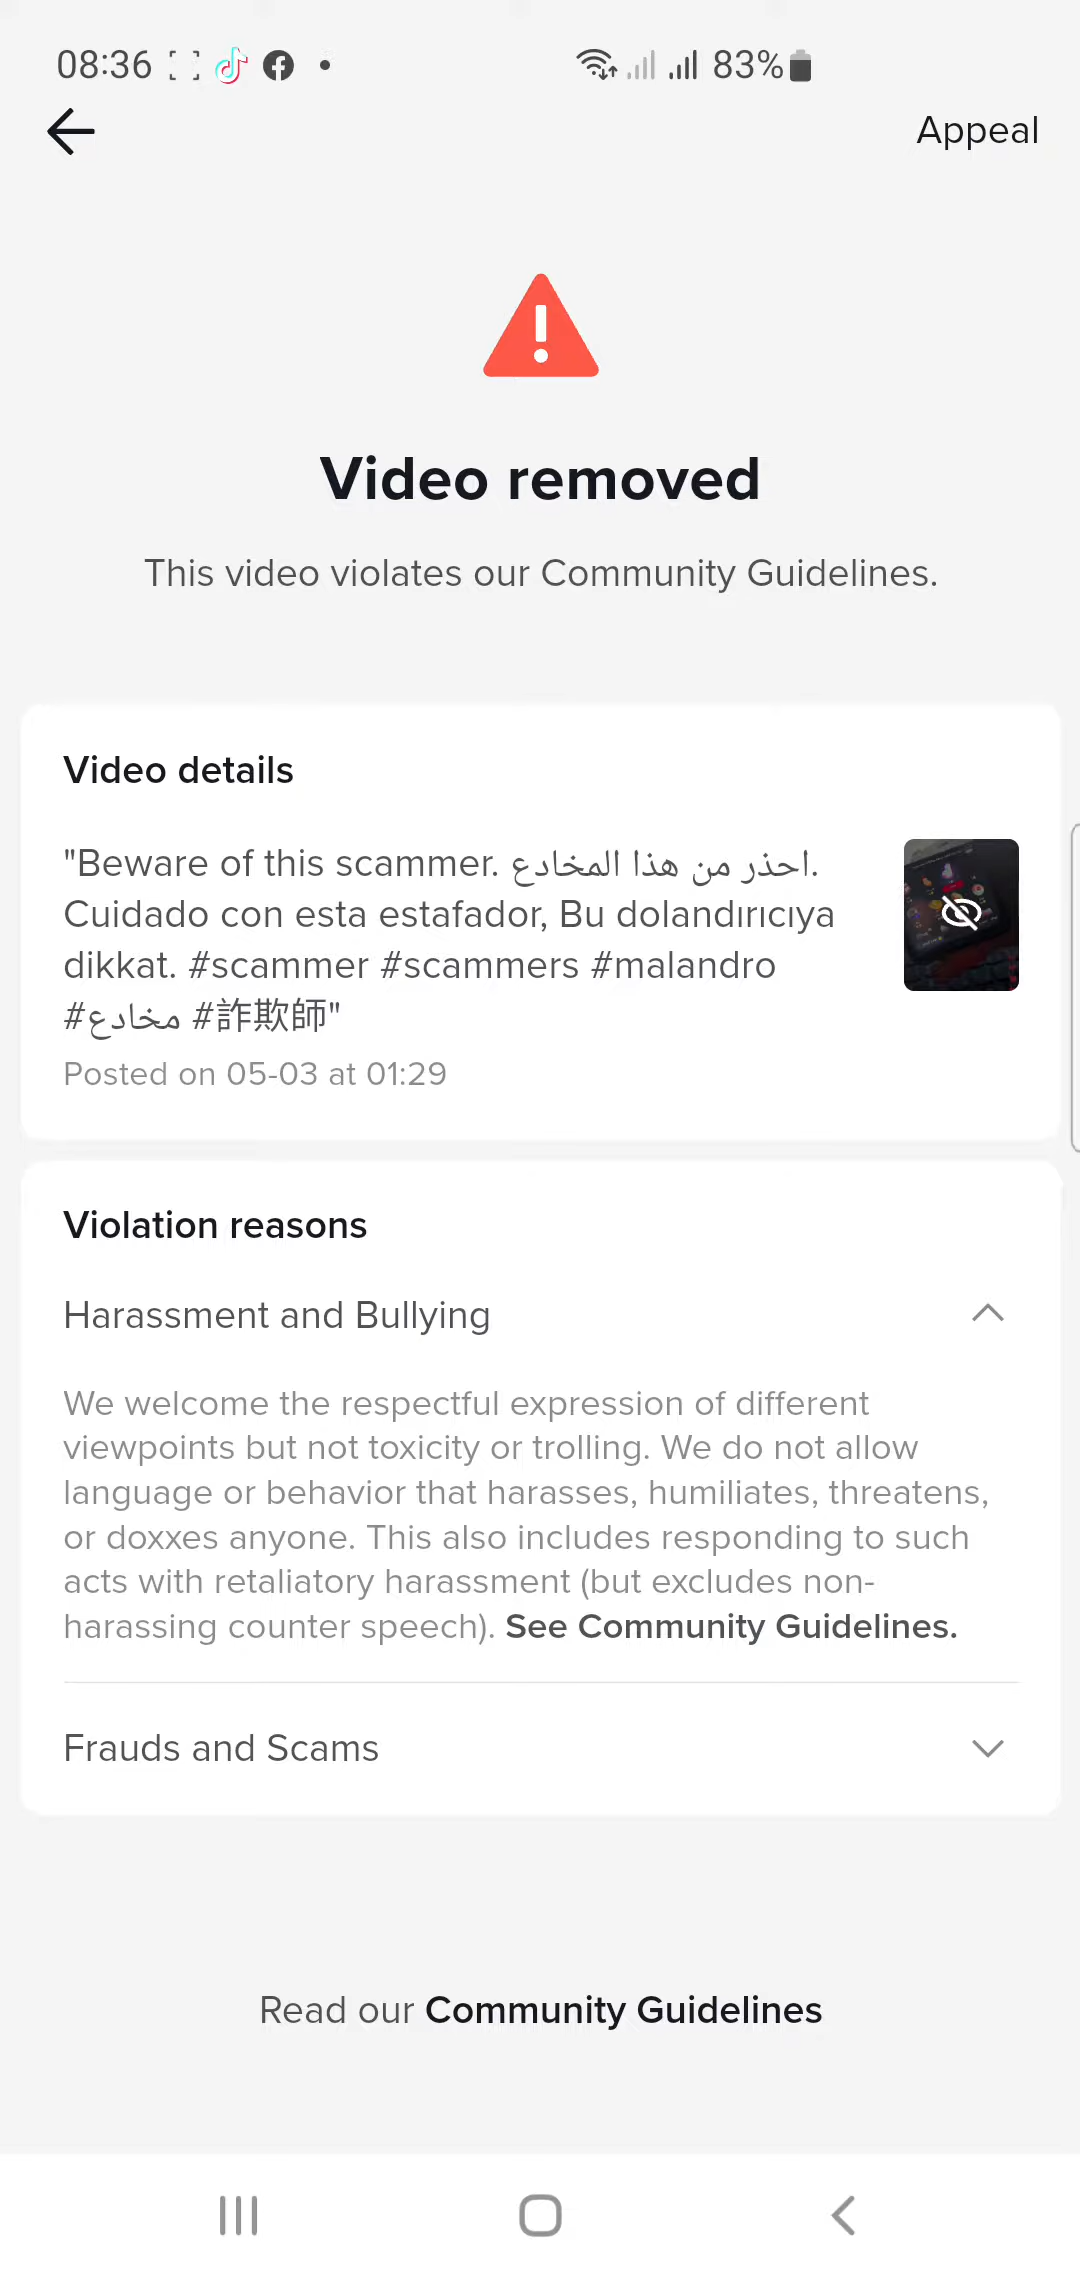 08:36 83%
Appeal
Video removed
This video violates our Community Guidelines.
Video details
"Beware of this scammer. احذر من هذا المخادع.
Cuidado con esta estafador, Bu dolandırıcıya
dikkat. #scammer #scammers #malandro
#مخادع #詐欺師"
Posted on 05-03 at 01:29
Violation reasons
Harassment and Bullying
We welcome the respectful expression of different
viewpoints but not toxicity or trolling. We do not allow
language or behavior that harasses, humiliates, threatens,
or doxxes anyone. This also includes responding to such
acts with retaliatory harassment (but excludes non-
harassing counter speech). See Community Guidelines.
Frauds and Scams
Read our Community Guidelines